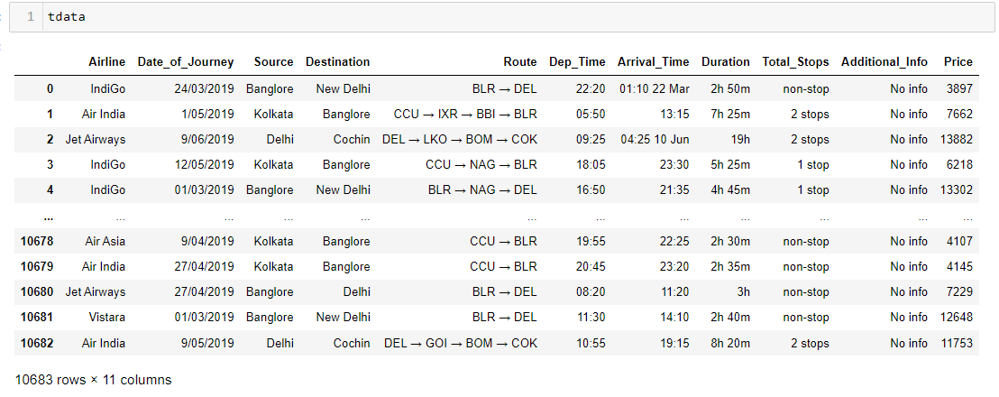 1 tdata
Airline Date_of_Journey Source Destination Route Dep_Time Arrival_Time Duration Total_Stops Additional_Info Price
0 IndiGo 24/03/2019 Banglore New Delhi BLR → DEL 22:20 01:10 22 Mar 2h 50m non-stop No info 3897
1 Air India 1/05/2019 Kolkata Banglore CCU → IXR → BBI → BLR 05:50 13:15 7h 25m 2 stops No info 7662
2 Jet Airways 9/06/2019 Delhi Cochin DEL → LKO → BOM → COK 09:25 04:25 10 Jun 19h 2 stops No info 13882
3 IndiGo 12/05/2019 Kolkata Banglore CCU → NAG → BLR 18:05 23:30 5h 25m 1 stop No info 6218
4 IndiGo 01/03/2019 Banglore New Delhi BLR → NAG → DEL 16:50 21:35 4h 45m 1 stop No info 13302
... ... ... ... ... ... ... ... ... ... ... ...
10678 Air Asia 9/04/2019 Kolkata Banglore CCU → BLR 19:55 22:25 2h 30m non-stop No info 4107
10679 Air India 27/04/2019 Kolkata Banglore CCU → BLR 20:45 23:20 2h 35m non-stop No info 4145
10680 Jet Airways 27/04/2019 Banglore Delhi BLR → DEL 08:20 11:20 3h non-stop No info 7229
10681 Vistara 01/03/2019 Banglore New Delhi BLR → DEL 11:30 14:10 2h 40m non-stop No info 12648
10682 Air India 9/05/2019 Delhi Cochin DEL → GOI → BOM → COK 10:55 19:15 8h 20m 2 stops No info 11753
10683 rows × 11 columns